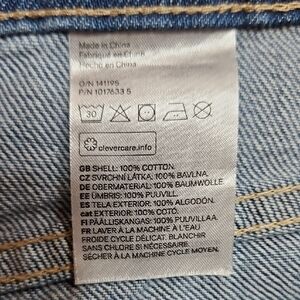 Made in China
Fabriqué en Chine
Hecho en China
O/N 141195
P/N 1017633 5
30
clevercare.info
GB SHELL: 100% COTTON.
CZ SVRCHNÍ LÁTKA: 100% BAVLNA.
DE OBERMATERIAL: 100% BAUMWOLLE.
EE ÜMBRIS: 100% PUUVILL.
ES TELA EXTERIOR: 100% ALGODÓN.
cat EXTERIOR: 100% COTÓ.
FI PÄÄLLISKANGAS: 100% PUUVILLAA.
FR LAVER À LA MACHINE À L'EAU
FROIDE CYCLE DÉLICAT. BLANCHIR
SANS CHLORE SI NÉCESSAIRE.
SÉCHER À LA MACHINE CYCLE MOYEN.